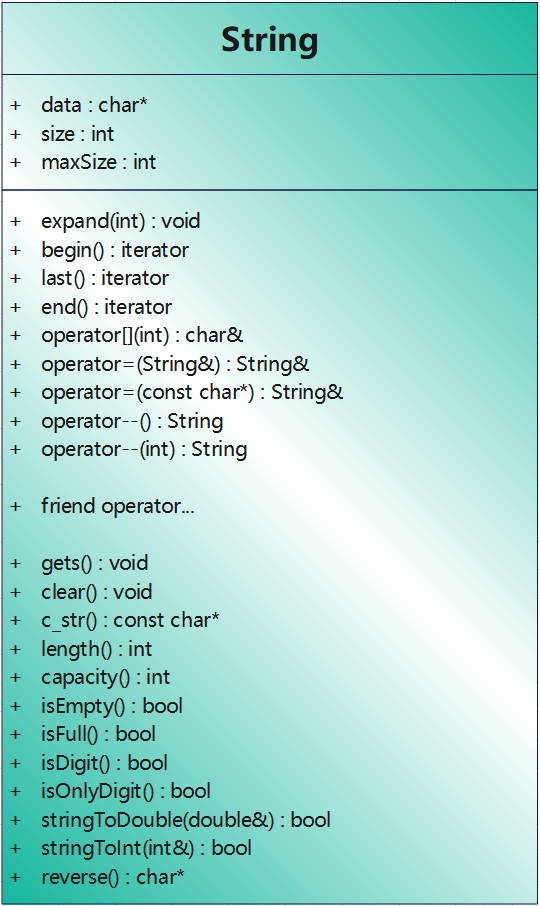 String
+ data : char*
+ size : int
+ maxSize : int
+ expand(int) : void
+ begin() : iterator
+ last() : iterator
+ end() : iterator
+ operator[](int) : char&
+ operator=(String&) : String&
+ operator=(const char*) : String&
+ operator--() : String
+ operator--(int) : String
+ friend operator...
+ gets() : void
+ clear() : void
+ c_str() : const char*
+ length() : int
+ capacity() : int
+ isEmpty() : bool
+ isFull() : bool
+ isDigit() : bool
+ isOnlyDigit() : bool
+ stringToDouble(double&) : bool
+ stringToInt(int&) : bool
+ reverse() : char*